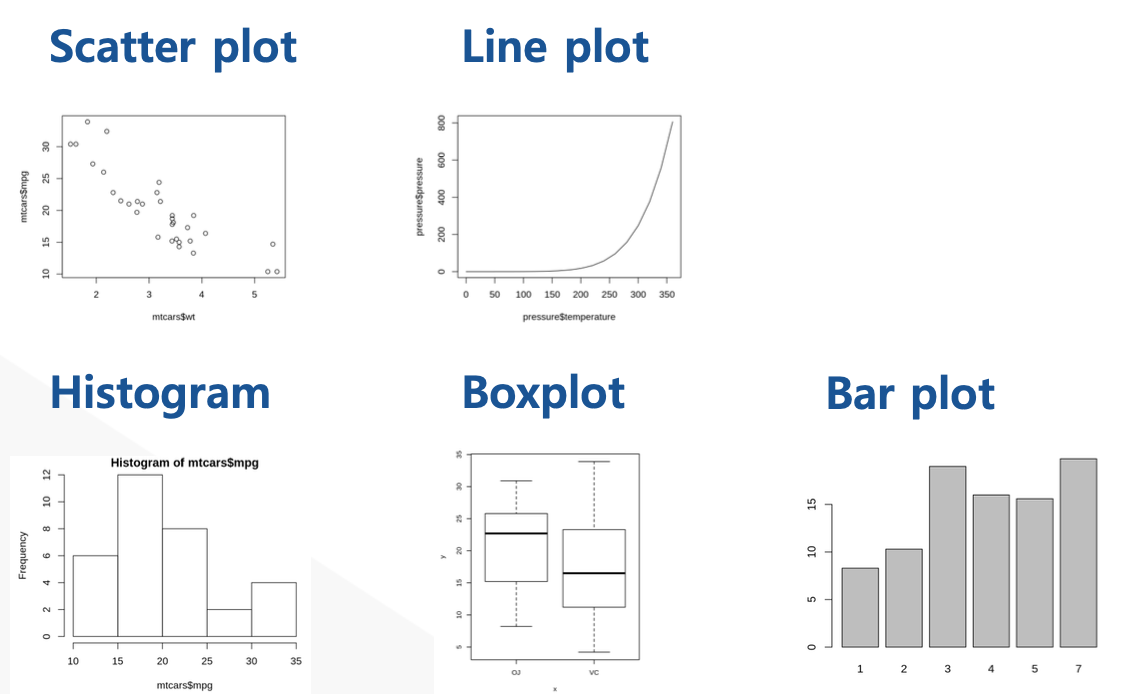 Scatter plot
Line plot
mtcars$mpg
10 15 20 25 30
2 3 4 5
mtcars$wt
pressure$pressure
0 200 400 600 800
0 50 100 150 200 250 300 350
pressure$temperature
Histogram
Boxplot
Bar plot
Histogram of mtcars$mpg
Frequency
0 2 4 6 8 10 12
10 15 20 25 30 35
mtcars$mpg
y
5 10 15 20 25 30 35
OJ VC
x
0 5 10 15
1 2 3 4 5 7